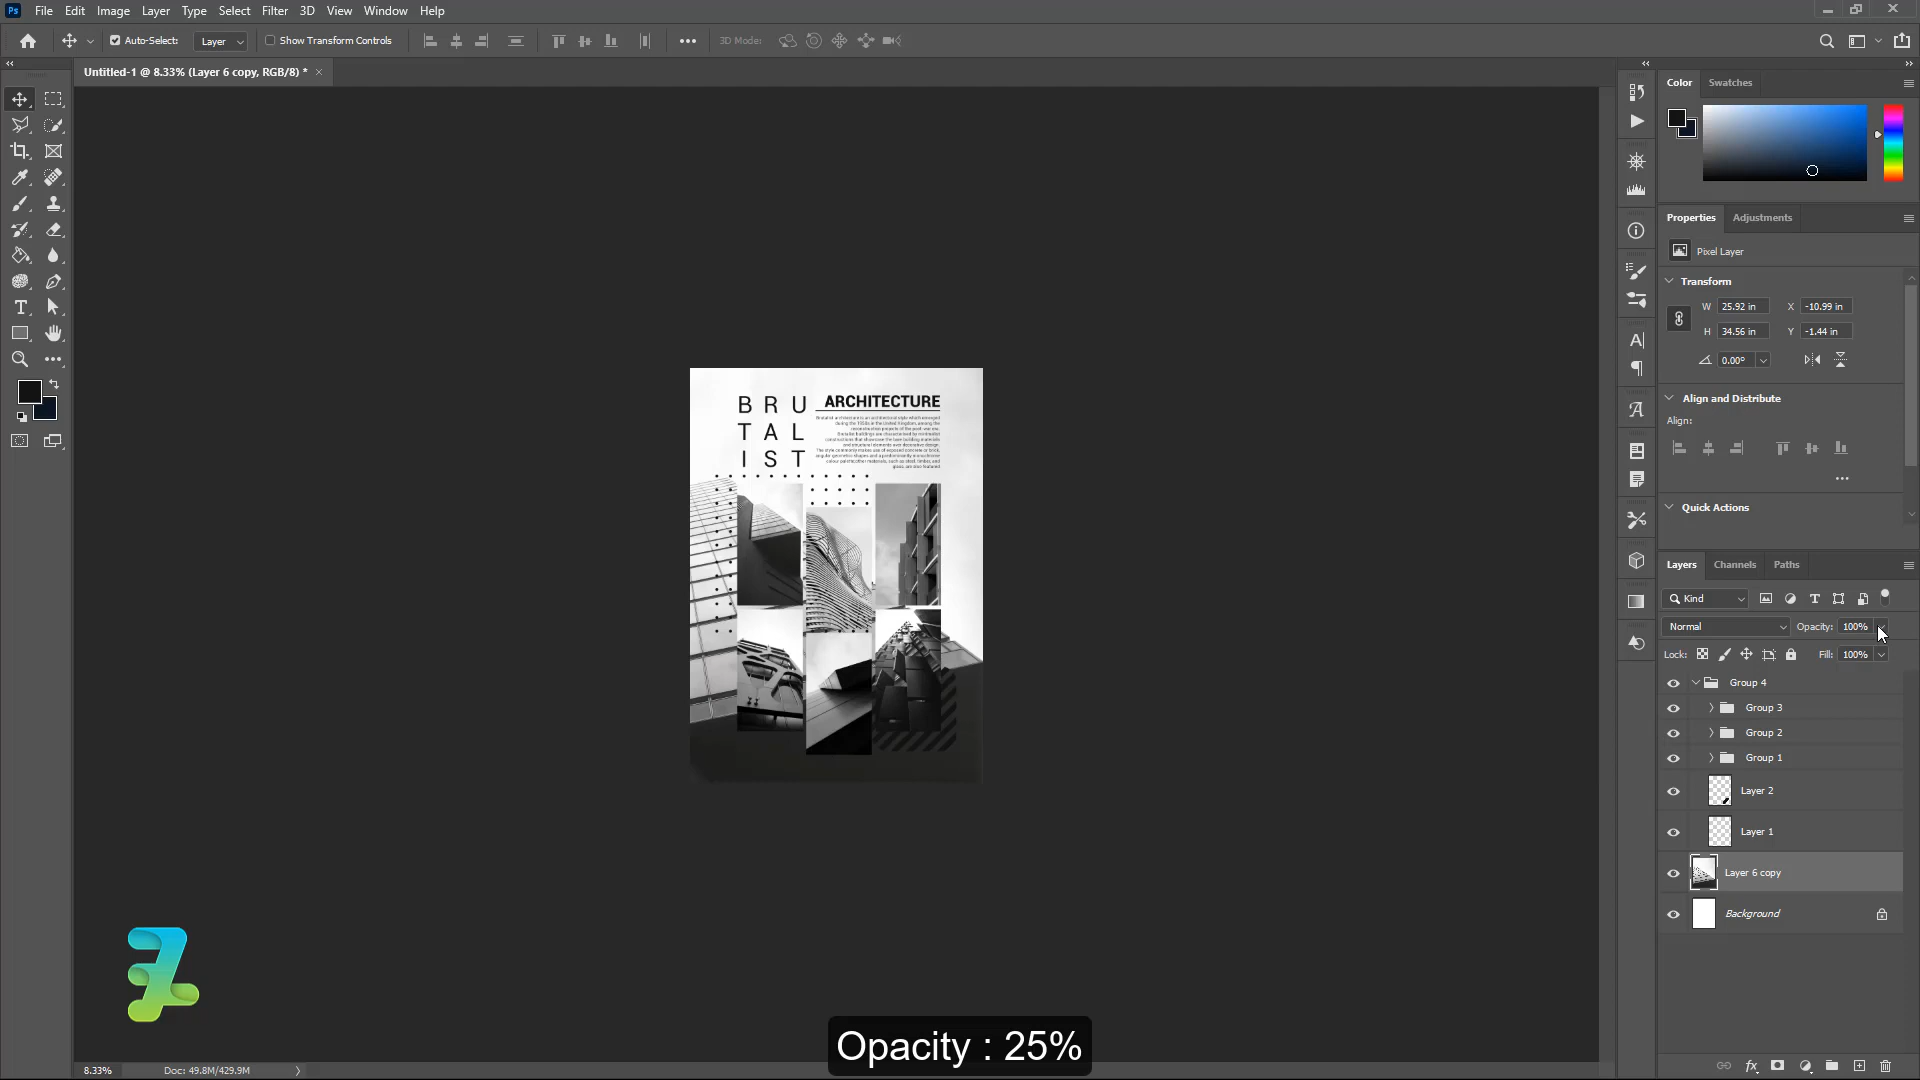 Ps File Edit Image Layer Type Select Filter 3D View Window Help
Auto-Select: Layer Show Transform Controls 3D Mode:
Untitled-1 @ 8.33% (Layer 6 copy, RGB/8) *
Color Swatches
Properties Adjustments
Pixel Layer
Transform
W 25.92 in X -10.99 in
H 34.56 in Y -1.44 in
0.00°
Align and Distribute
Align:
Quick Actions
Layers Channels Paths
Kind
Normal Opacity: 100%
Lock: Fill: 100%
Group 4
Group 3
Group 2
Group 1
Layer 2
Layer 1
Layer 6 copy
Background
BRU
TAL
IST
ARCHITECTURE
Opacity : 25%
8.33% Doc: 49.8M/429.9M